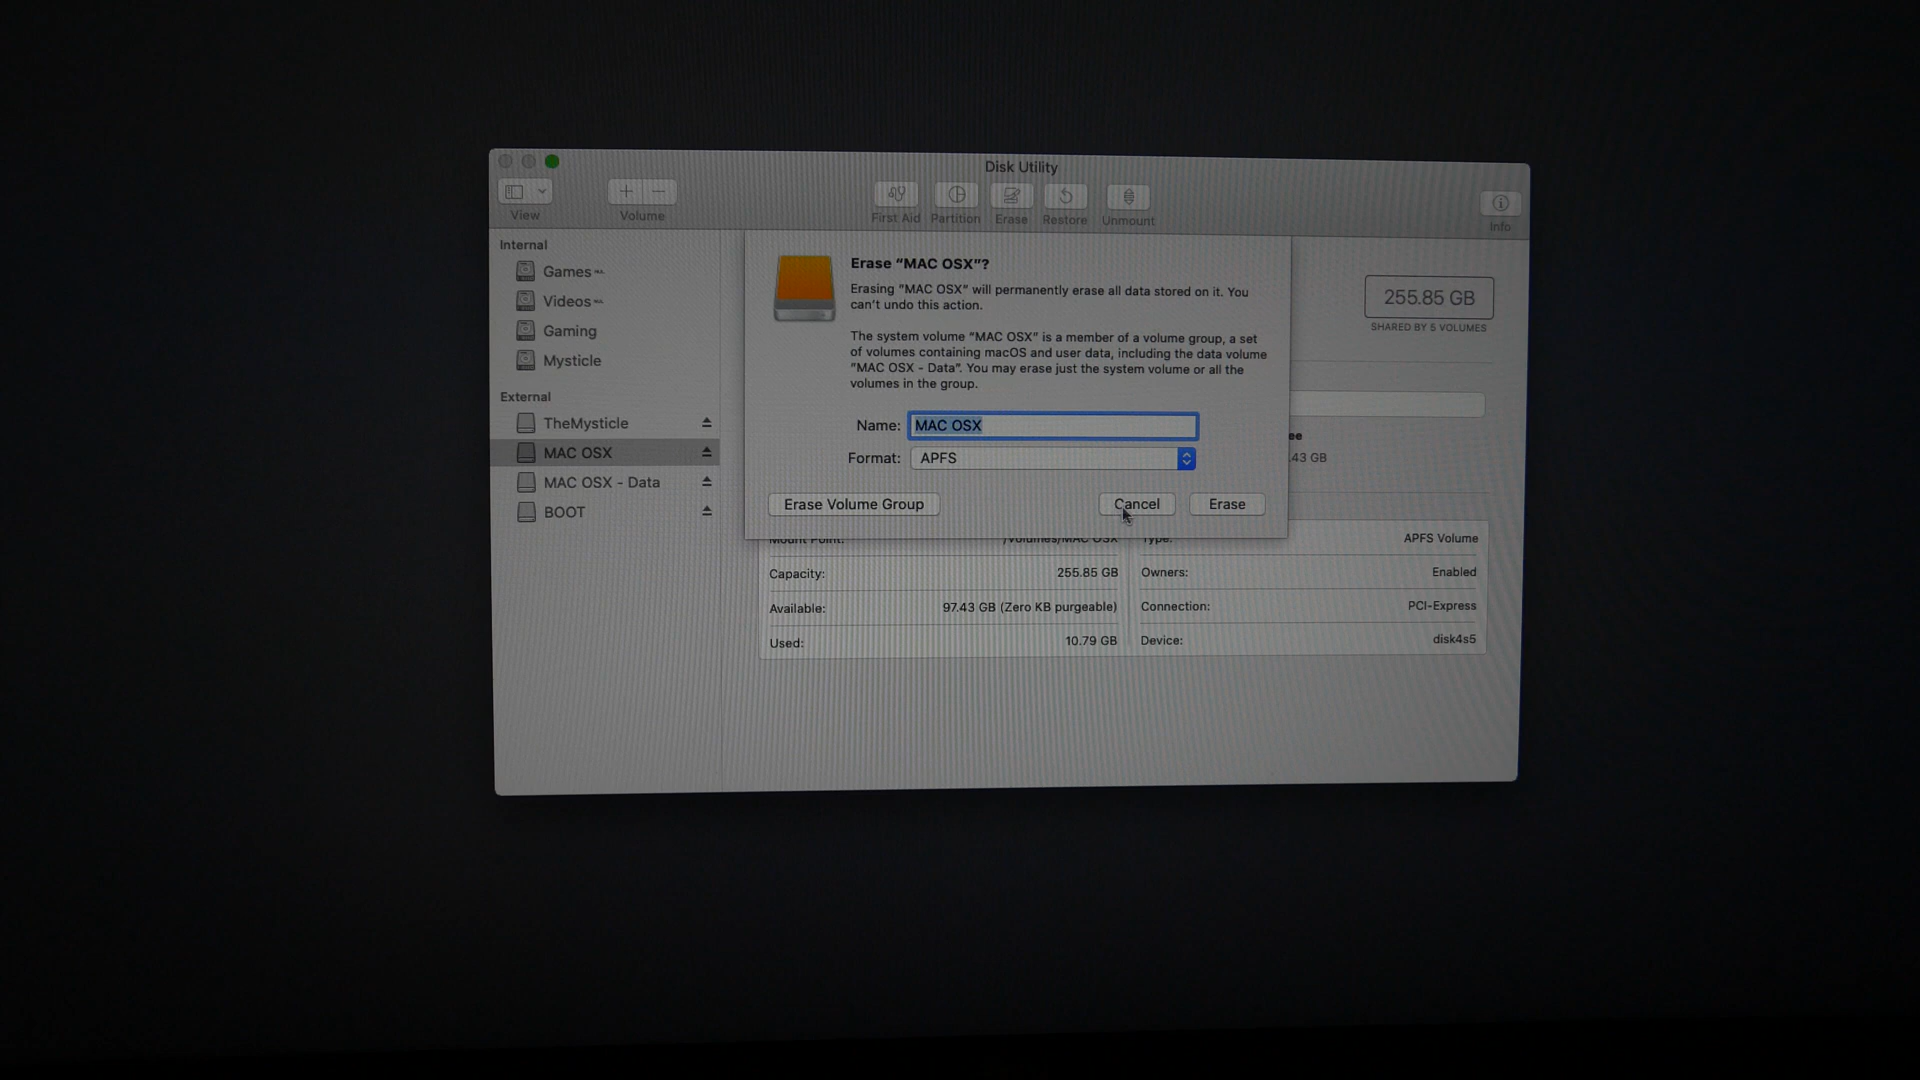 Disk Utility
View
Volume
First Aid
Partition
Erase
Restore
Unmount
Info
Internal
Games
Videos
Gaming
Mysticle
External
TheMysticle
MAC OSX
MAC OSX - Data
BOOT
Erase “MAC OSX”?
Erasing “MAC OSX” will permanently erase all data stored on it. You
can’t undo this action.
The system volume “MAC OSX” is a member of a volume group, a set
of volumes containing macOS and user data, including the data volume
“MAC OSX - Data”. You may erase just the system volume or all the
volumes in the group.
Name: MAC OSX
Format: APFS
Erase Volume Group
Cancel
Erase
255.85 GB
SHARED BY 5 VOLUMES
ee
.43 GB
Mount Point: /Volumes/MAC OSX
Type: APFS Volume
Capacity: 255.85 GB
Owners: Enabled
Available: 97.43 GB (Zero KB purgeable)
Connection: PCI-Express
Used: 10.79 GB
Device: disk4s5